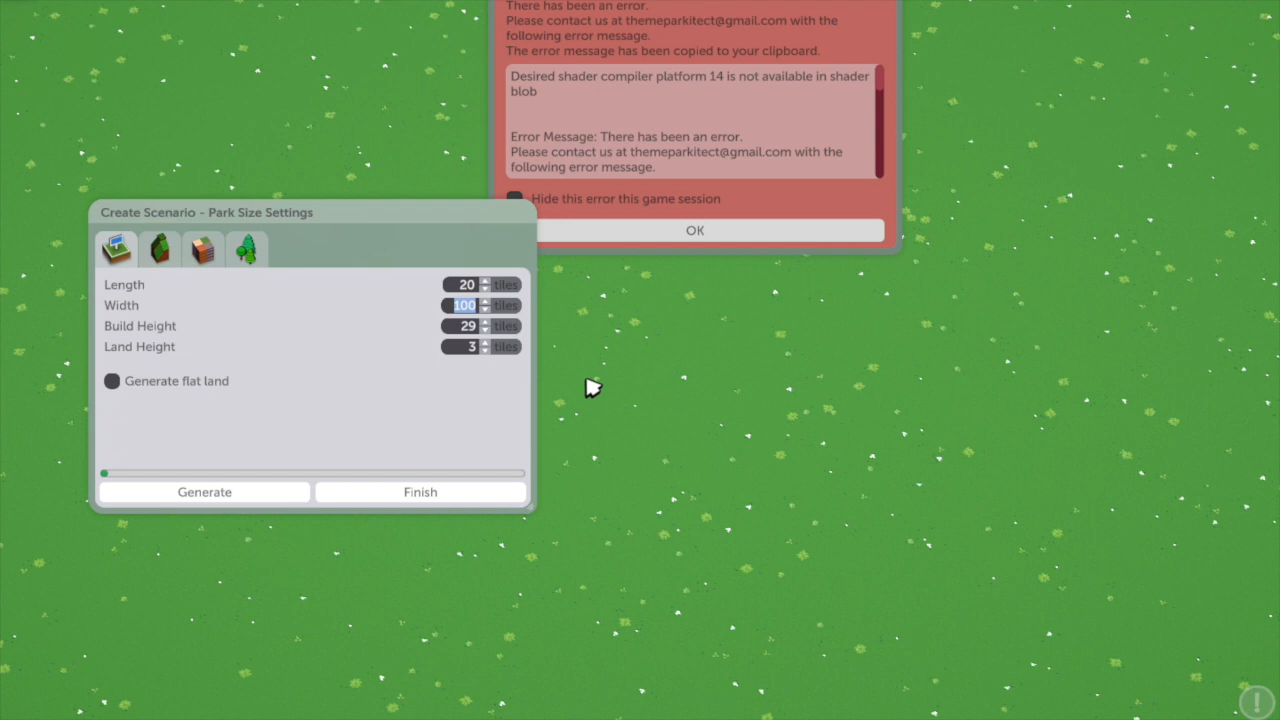 There has been an error.
Please contact us at themeparkitect@gmail.com with the
following error message.
The error message has been copied to your clipboard.
Desired shader compiler platform 14 is not available in shader
blob
Error Message: There has been an error.
Please contact us at themeparkitect@gmail.com with the
following error message.
Hide this error this game session
OK
Create Scenario - Park Size Settings
Length 20 tiles
Width 100 tiles
Build Height 29 tiles
Land Height 3 tiles
Generate flat land
Generate Finish
!